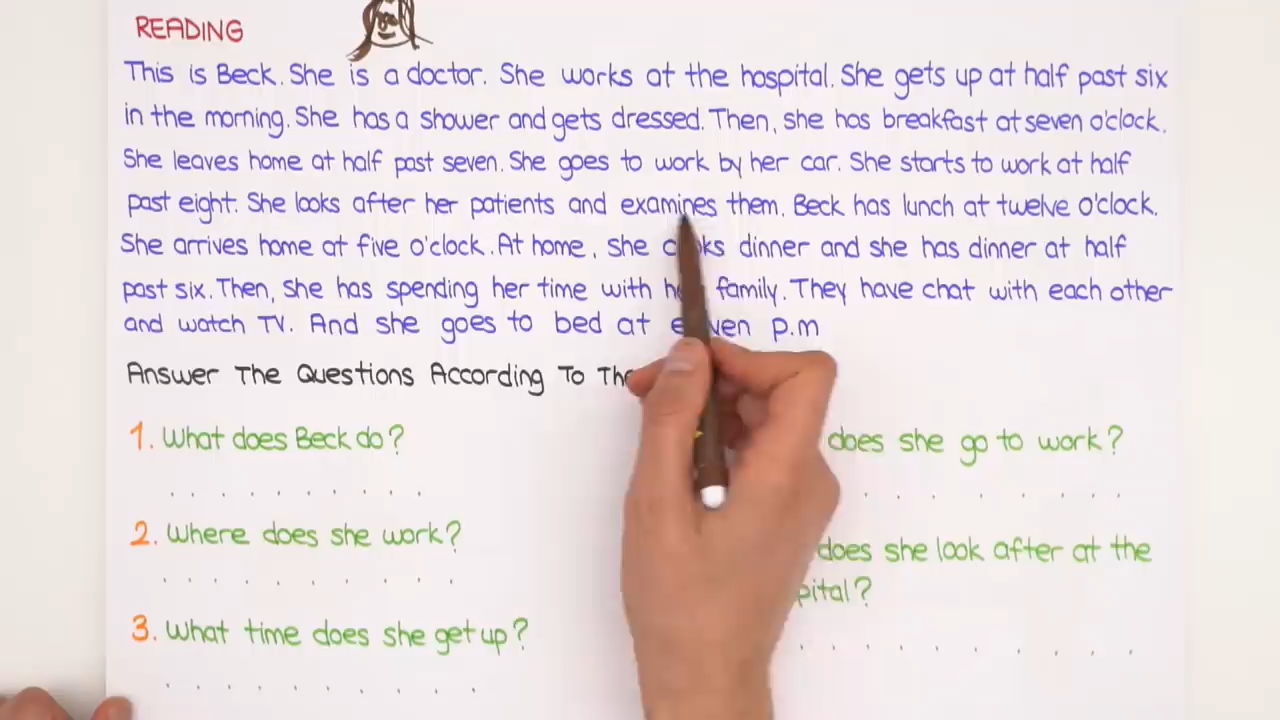 READING
This is Beck. She is a doctor. She works at the hospital. She gets up at half past six
in the morning. She has a shower and gets dressed. Then, she has breakfast at seven o'clock.
She leaves home at half past seven. She goes to work by her car. She starts to work at half
past eight. She looks after her patients and examines them. Beck has lunch at twelve o'clock.
She arrives home at five o'clock. At home, she dinner and she has dinner at half
past six. Then, She has spending her time with family. They have chat with each other
and watch TV. And she goes to bed at p.m
Answer The Questions According To
1. What does Beck do?
does she go to work?
2. Where does she work?
does she look after at the
3. What time does she get up?